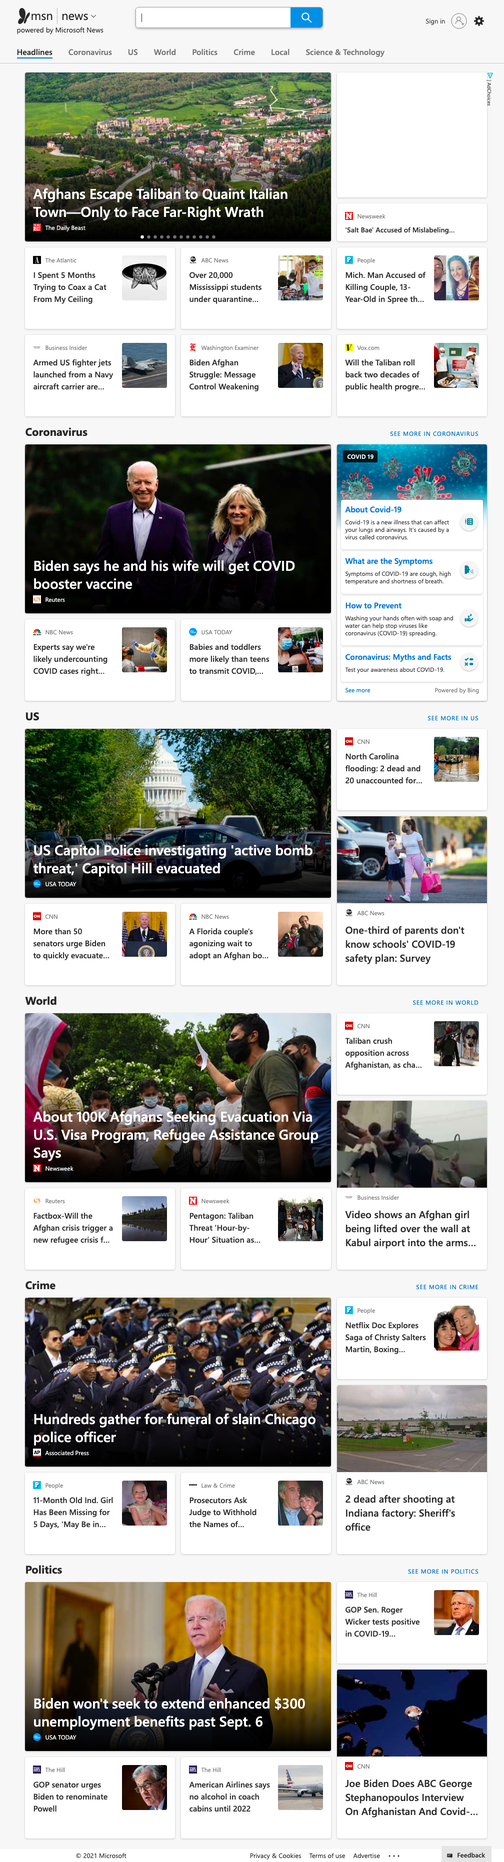 msn | news
powered by Microsoft News
Sign in
Headlines Coronavirus US World Politics Crime Local Science & Technology
Afghans Escape Taliban to Quaint Italian
Town—Only to Face Far-Right Wrath
The Daily Beast
AdChoices
Newsweek
'Salt Bae' Accused of Mislabeling...
The Atlantic
I Spent 5 Months
Trying to Coax a Cat
From My Ceiling
ABC News
Over 20,000
Mississippi students
under quarantine...
People
Mich. Man Accused of
Killing Couple, 13-
Year-Old in Spree th...
Business Insider
Armed US fighter jets
launched from a Navy
aircraft carrier are...
Washington Examiner
Biden Afghan
Struggle: Message
Control Weakening
Vox.com
Will the Taliban roll
back two decades of
public health progre...
Coronavirus
SEE MORE IN CORONAVIRUS
Biden says he and his wife will get COVID
booster vaccine
Reuters
COVID 19
About Covid-19
Covid-19 is a new illness that can affect
your lungs and airways. It's caused by a
virus called coronavirus.
What are the Symptoms
Symptoms of COVID-19 are cough, high
temperature and shortness of breath.
How to Prevent
Washing your hands often with soap and
water can help stop viruses like
coronavirus (COVID-19) spreading.
Coronavirus: Myths and Facts
Test your awareness about COVID-19.
See more
Powered by Bing
NBC News
Experts say we're
likely undercounting
COVID cases right...
USA TODAY
Babies and toddlers
more likely than teens
to transmit COVID,...
US
SEE MORE IN US
US Capitol Police investigating 'active bomb
threat,' Capitol Hill evacuated
USA TODAY
CNN
North Carolina
flooding: 2 dead and
20 unaccounted for...
ABC News
One-third of parents don't
know schools' COVID-19
safety plan: Survey
CNN
More than 50
senators urge Biden
to quickly evacuate...
NBC News
A Florida couple's
agonizing wait to
adopt an Afghan bo...
World
SEE MORE IN WORLD
About 100K Afghans Seeking Evacuation Via
U.S. Visa Program, Refugee Assistance Group
Says
Newsweek
CNN
Taliban crush
opposition across
Afghanistan, as cha...
Business Insider
Video shows an Afghan girl
being lifted over the wall at
Kabul airport into the arms...
Reuters
Factbox-Will the
Afghan crisis trigger a
new refugee crisis f...
Newsweek
Pentagon: Taliban
Threat 'Hour-by-
Hour' Situation as...
Crime
SEE MORE IN CRIME
Hundreds gather for funeral of slain Chicago
police officer
Associated Press
People
Netflix Doc Explores
Saga of Christy Salters
Martin, Boxing...
ABC News
2 dead after shooting at
Indiana factory: Sheriff's
office
People
11-Month Old Ind. Girl
Has Been Missing for
5 Days, 'May Be in...
Law & Crime
Prosecutors Ask
Judge to Withhold
the Names of...
Politics
SEE MORE IN POLITICS
Biden won't seek to extend enhanced $300
unemployment benefits past Sept. 6
USA TODAY
The Hill
GOP Sen. Roger
Wicker tests positive
in COVID-19...
CNN
Joe Biden Does ABC George
Stephanopoulos Interview
On Afghanistan And Covid-...
The Hill
GOP senator urges
Biden to renominate
Powell
The Hill
American Airlines says
no alcohol in coach
cabins until 2022
© 2021 Microsoft
Privacy & Cookies Terms of use Advertise ...
Feedback